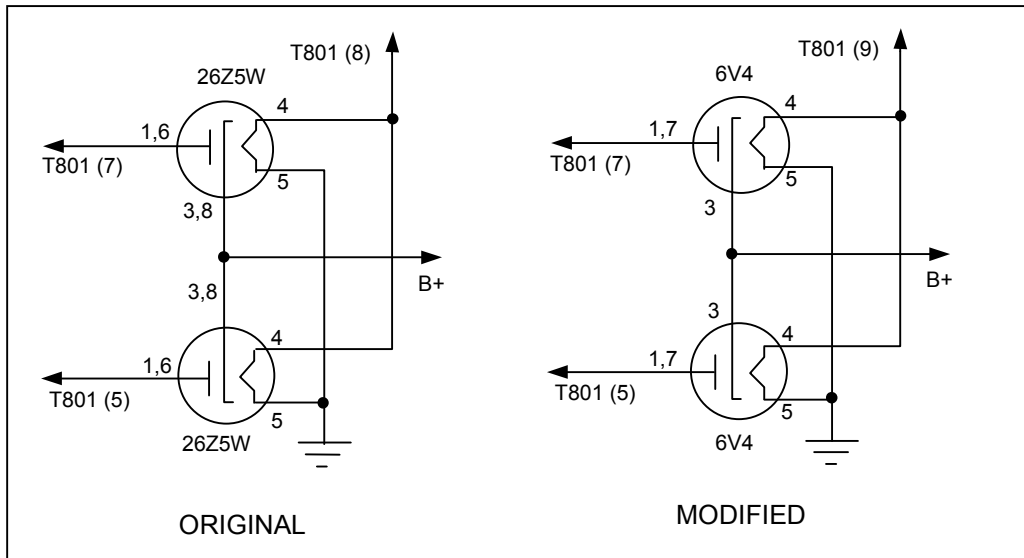 T801 (8)
26Z5W
4
1,6
T801 (7)
5
3,8
B+
3,8
4
1,6
T801 (5)
5
26Z5W
ORIGINAL
T801 (9)
6V4
4
1,7
T801 (7)
5
3
B+
3
4
1,7
T801 (5)
5
6V4
MODIFIED